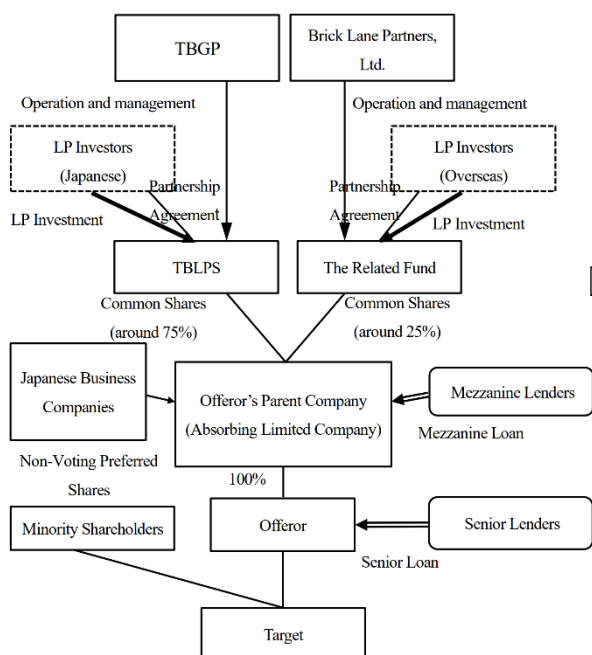 TBGP
Brick Lane Partners,
Ltd.
Operation and management
Operation and management
LP Investors
(Japanese)
LP Investors
(Overseas)
Partnership
Agreement
Partnership
Agreement
LP Investment
LP Investment
TBLPS
The Related Fund
Common Shares
(around 75%)
Common Shares
(around 25%)
Japanese Business
Companies
Offeror's Parent Company
(Absorbing Limited Company)
Mezzanine Lenders
Mezzanine Loan
Non-Voting Preferred
Shares
100%
Minority Shareholders
Offeror
Senior Lenders
Senior Loan
Target